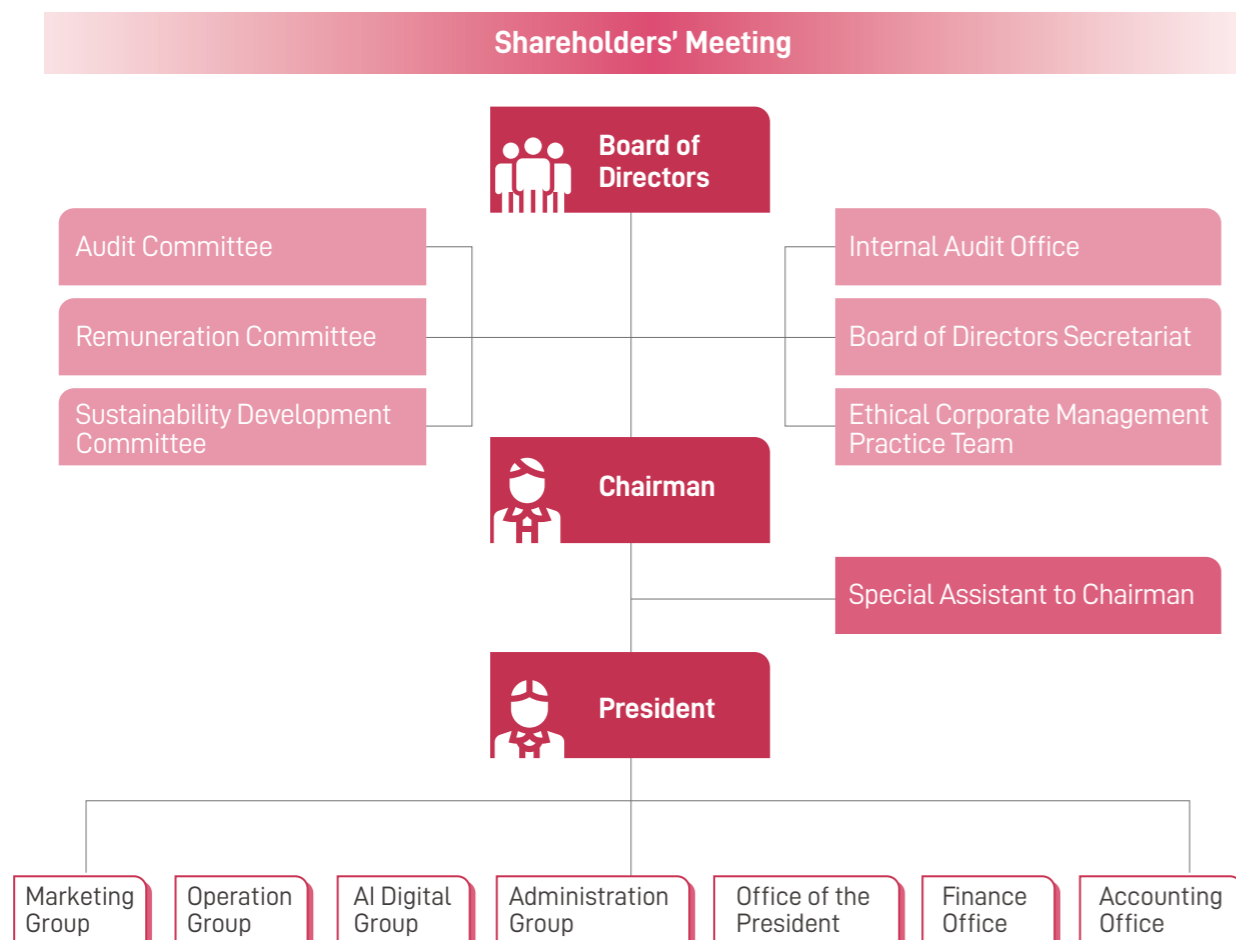 Shareholders’ Meeting
Board of
Directors
Audit Committee
Internal Audit Office
Remuneration Committee
Board of Directors Secretariat
Sustainability Development
Committee
Ethical Corporate Management
Practice Team
Chairman
Special Assistant to Chairman
President
Marketing
Group
Operation
Group
AI Digital
Group
Administration
Group
Office of the
President
Finance
Office
Accounting
Office